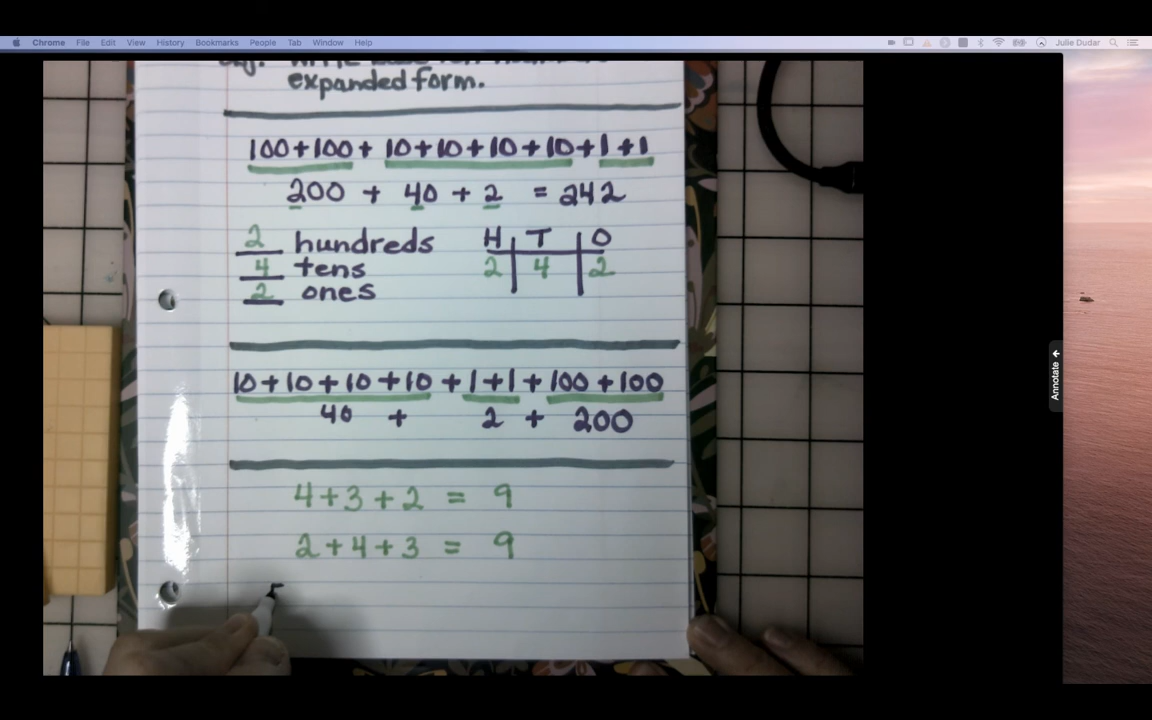 Chrome File Edit View History Bookmarks People Tab Window Help Julie Dudar
expanded form.
100+100+ 10+10+10+10+1+1
200 + 40 + 2 = 242
2 hundreds
4 tens
2 ones
H T O
2 4 2
10+10+10+10+1+1+100+100
40 + 2 + 200
4+3+2 = 9
2+4+3 = 9
Annotate